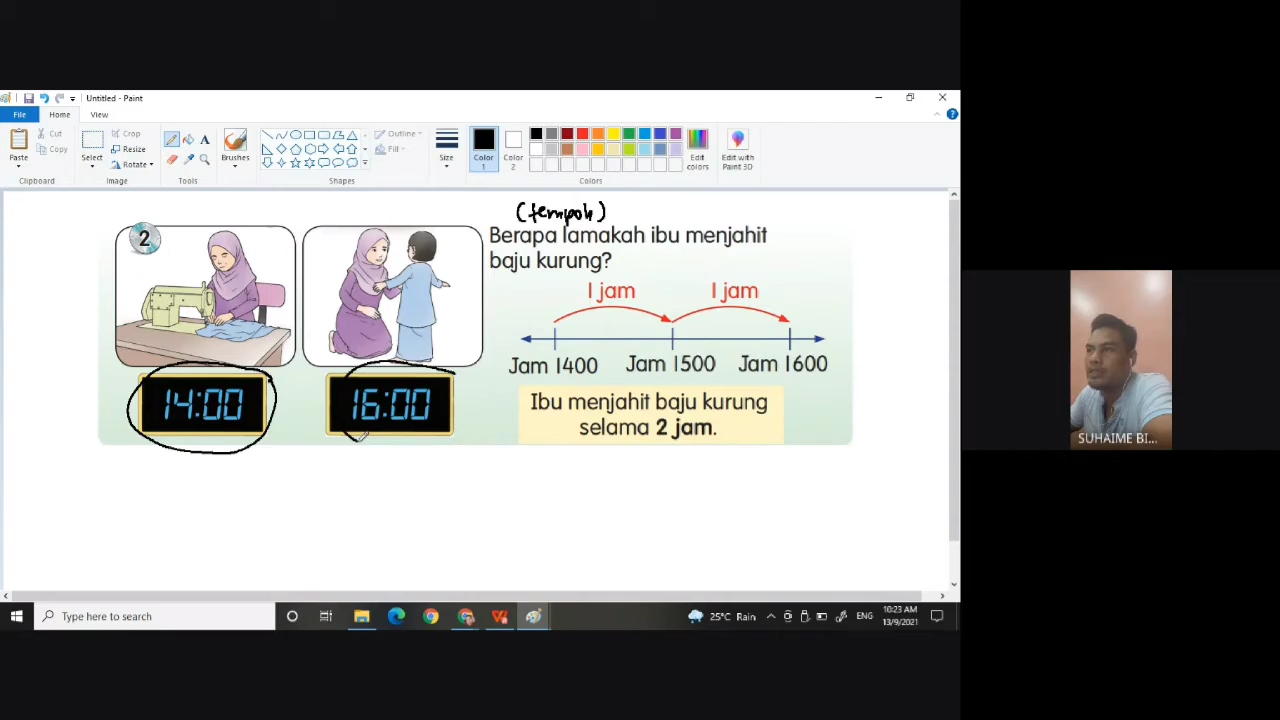 Untitled - Paint
File Home View
Paste
Cut
Copy
Clipboard
Select
Crop
Resize
Rotate
Image
Tools
Brushes
Shapes
Outline
Fill
Size
Color 1
Color 2
Edit colors
Colors
Edit with Paint 3D
2
(tempoh)
Berapa lamakah ibu menjahit
baju kurung?
1 jam 1 jam
Jam 1400 Jam 1500 Jam 1600
14:00 16:00
Ibu menjahit baju kurung
selama 2 jam.
SUHAIME BI...
Type here to search
25°C Rain
ENG
10:23 AM
13/9/2021